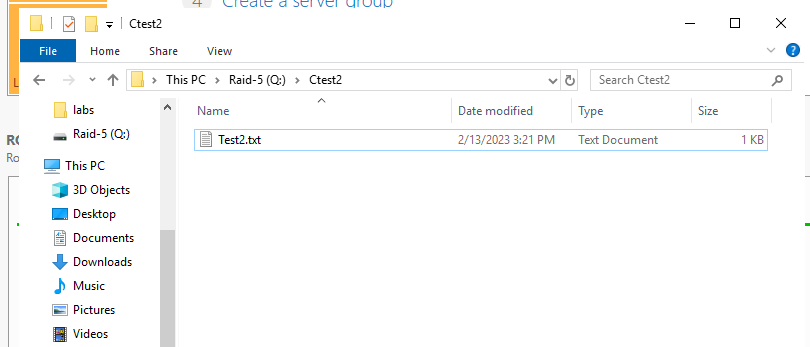 4 Create a server group
Ctest2
File Home Share View
This PC Raid-5 (Q:) Ctest2 Search Ctest2
Name Date modified Type Size
labs
Raid-5 (Q:)
Test2.txt 2/13/2023 3:21 PM Text Document 1 KB
This PC
3D Objects
Desktop
Documents
Downloads
Music
Pictures
Videos